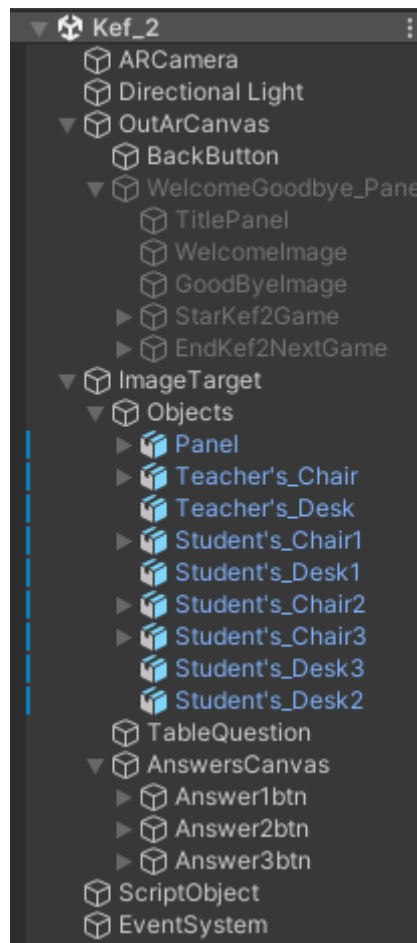 Kef_2
ARCamera
Directional Light
OutArCanvas
BackButton
WelcomeGoodbye_Pane
TitlePanel
WelcomeImage
GoodByeImage
StarKef2Game
EndKef2NextGame
ImageTarget
Objects
Panel
Teacher's_Chair
Teacher's_Desk
Student's_Chair1
Student's_Desk1
Student's_Chair2
Student's_Chair3
Student's_Desk3
Student's_Desk2
TableQuestion
AnswersCanvas
Answer1btn
Answer2btn
Answer3btn
ScriptObject
EventSystem